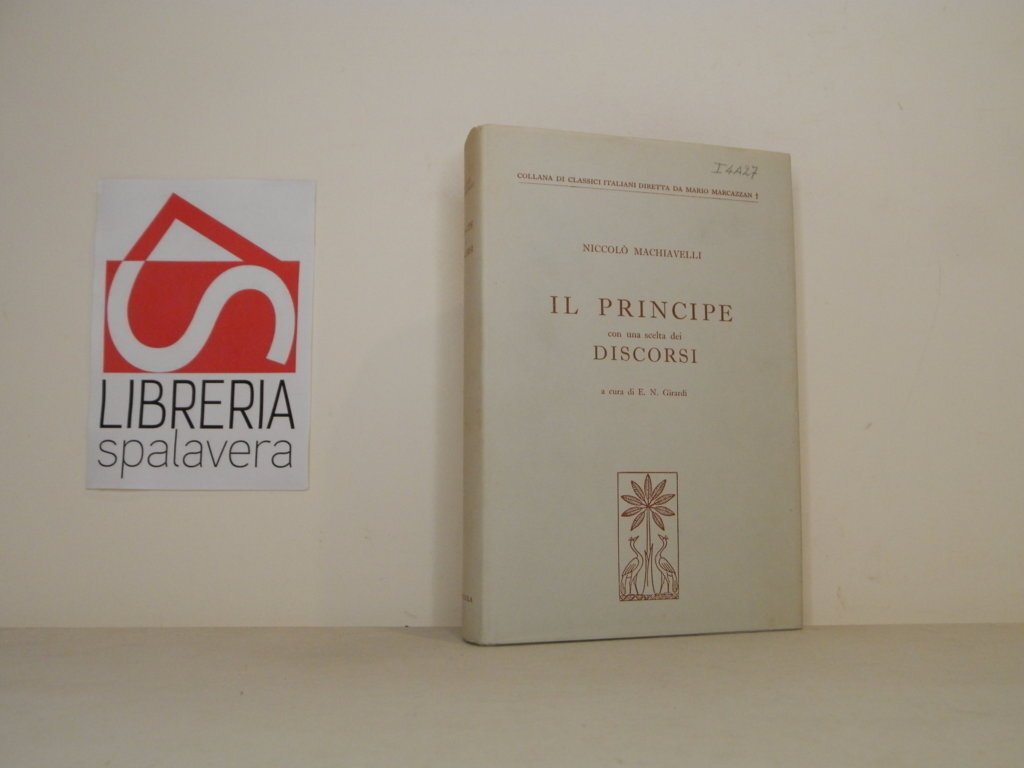 LIBRERIA
spalavera
I4A27
COLLANA DI CLASSICI ITALIANI DIRETTA DA MARIO MARCAZZAN †
NICCOLÒ MACHIAVELLI
IL PRINCIPE
con una scelta dei
DISCORSI
a cura di E. N. Girardi